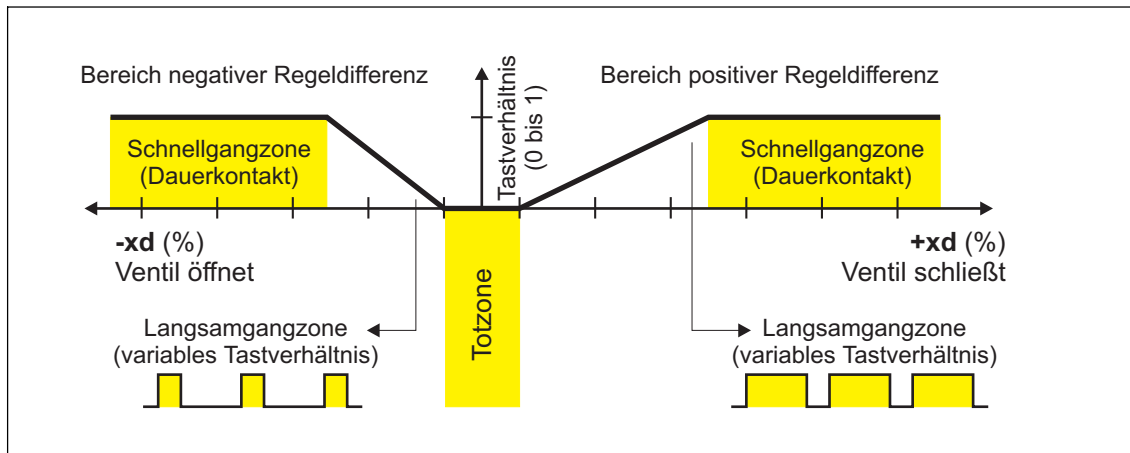 Bereich negativer Regeldifferenz
Tastverhältnis
(0 bis 1)
Bereich positiver Regeldifferenz
Schnellgangzone
(Dauerkontakt)
Schnellgangzone
(Dauerkontakt)
-xd (%)
Ventil öffnet
Totzone
+xd (%)
Ventil schließt
Langsamgangzone
(variables Tastverhältnis)
Langsamgangzone
(variables Tastverhältnis)